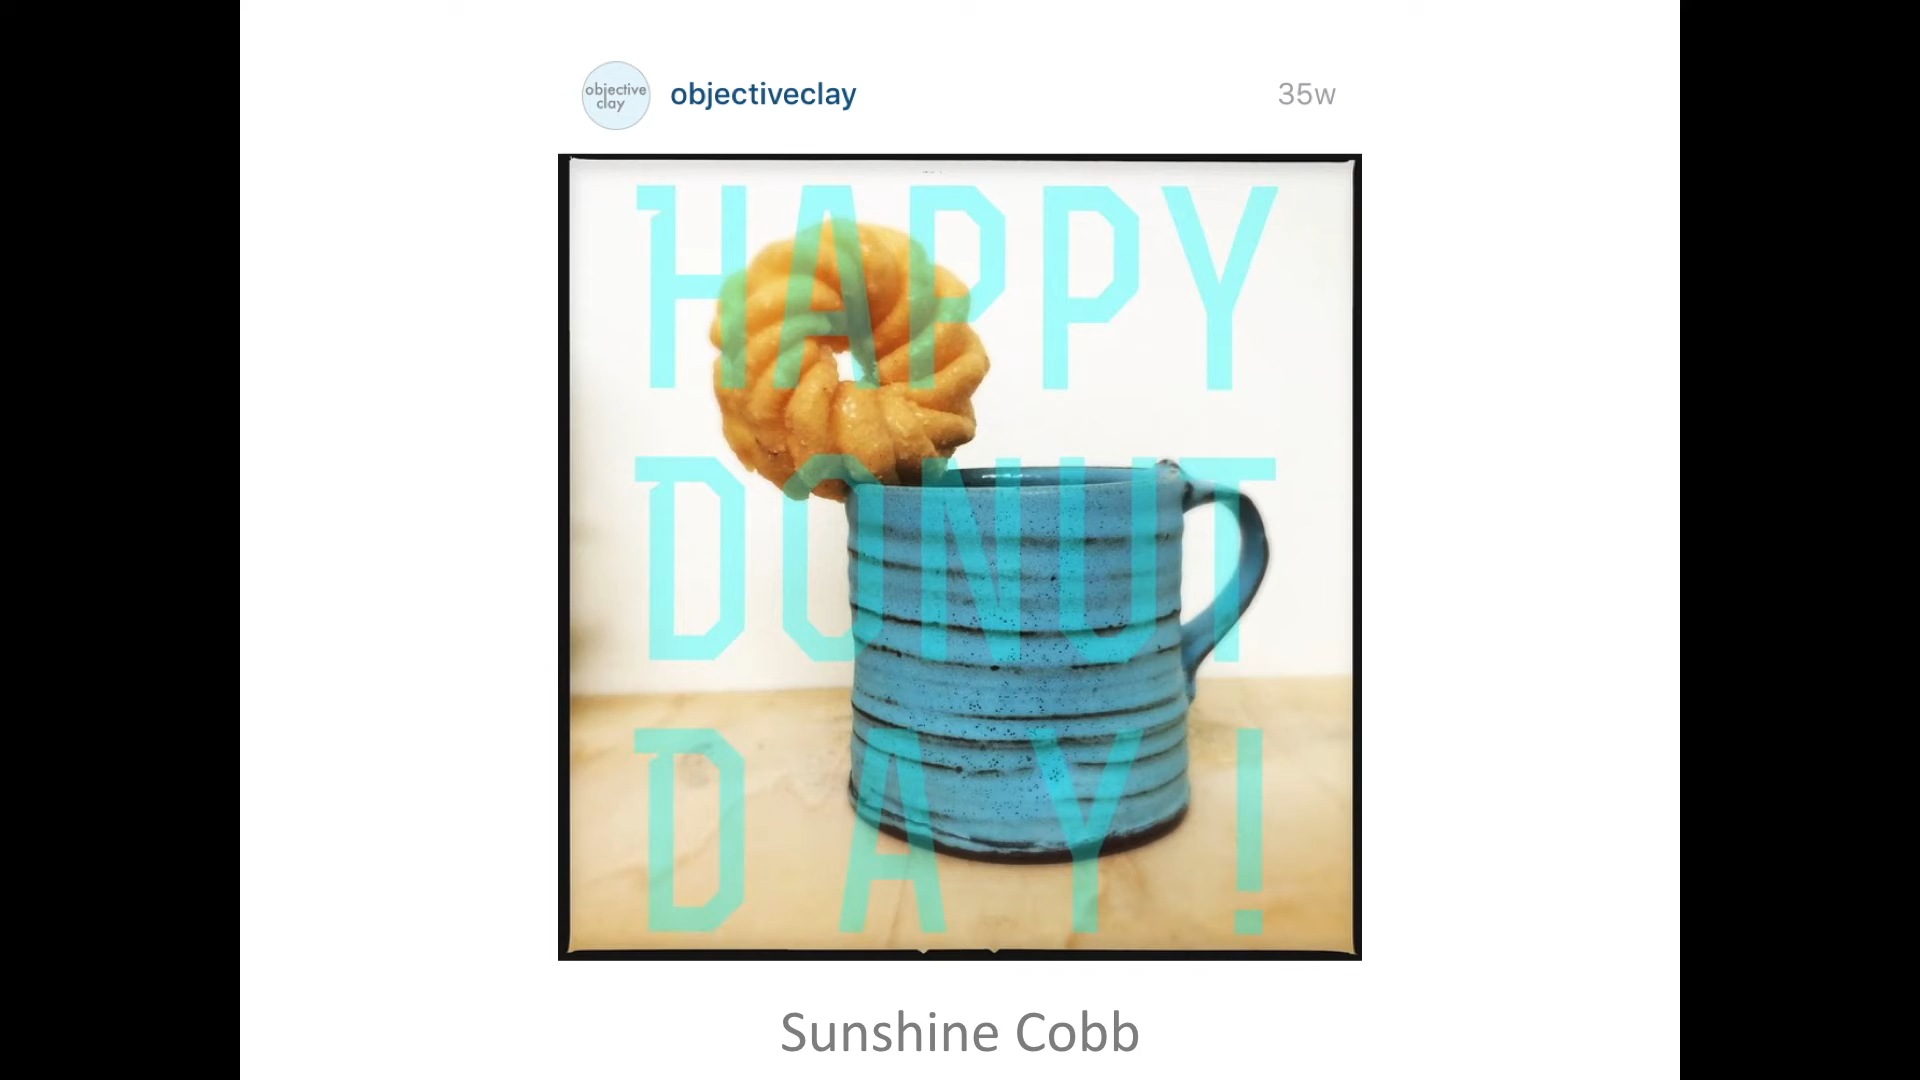 objective
clay
objectiveclay
35w
HAPPY
DONUT
DAY!
Sunshine Cobb